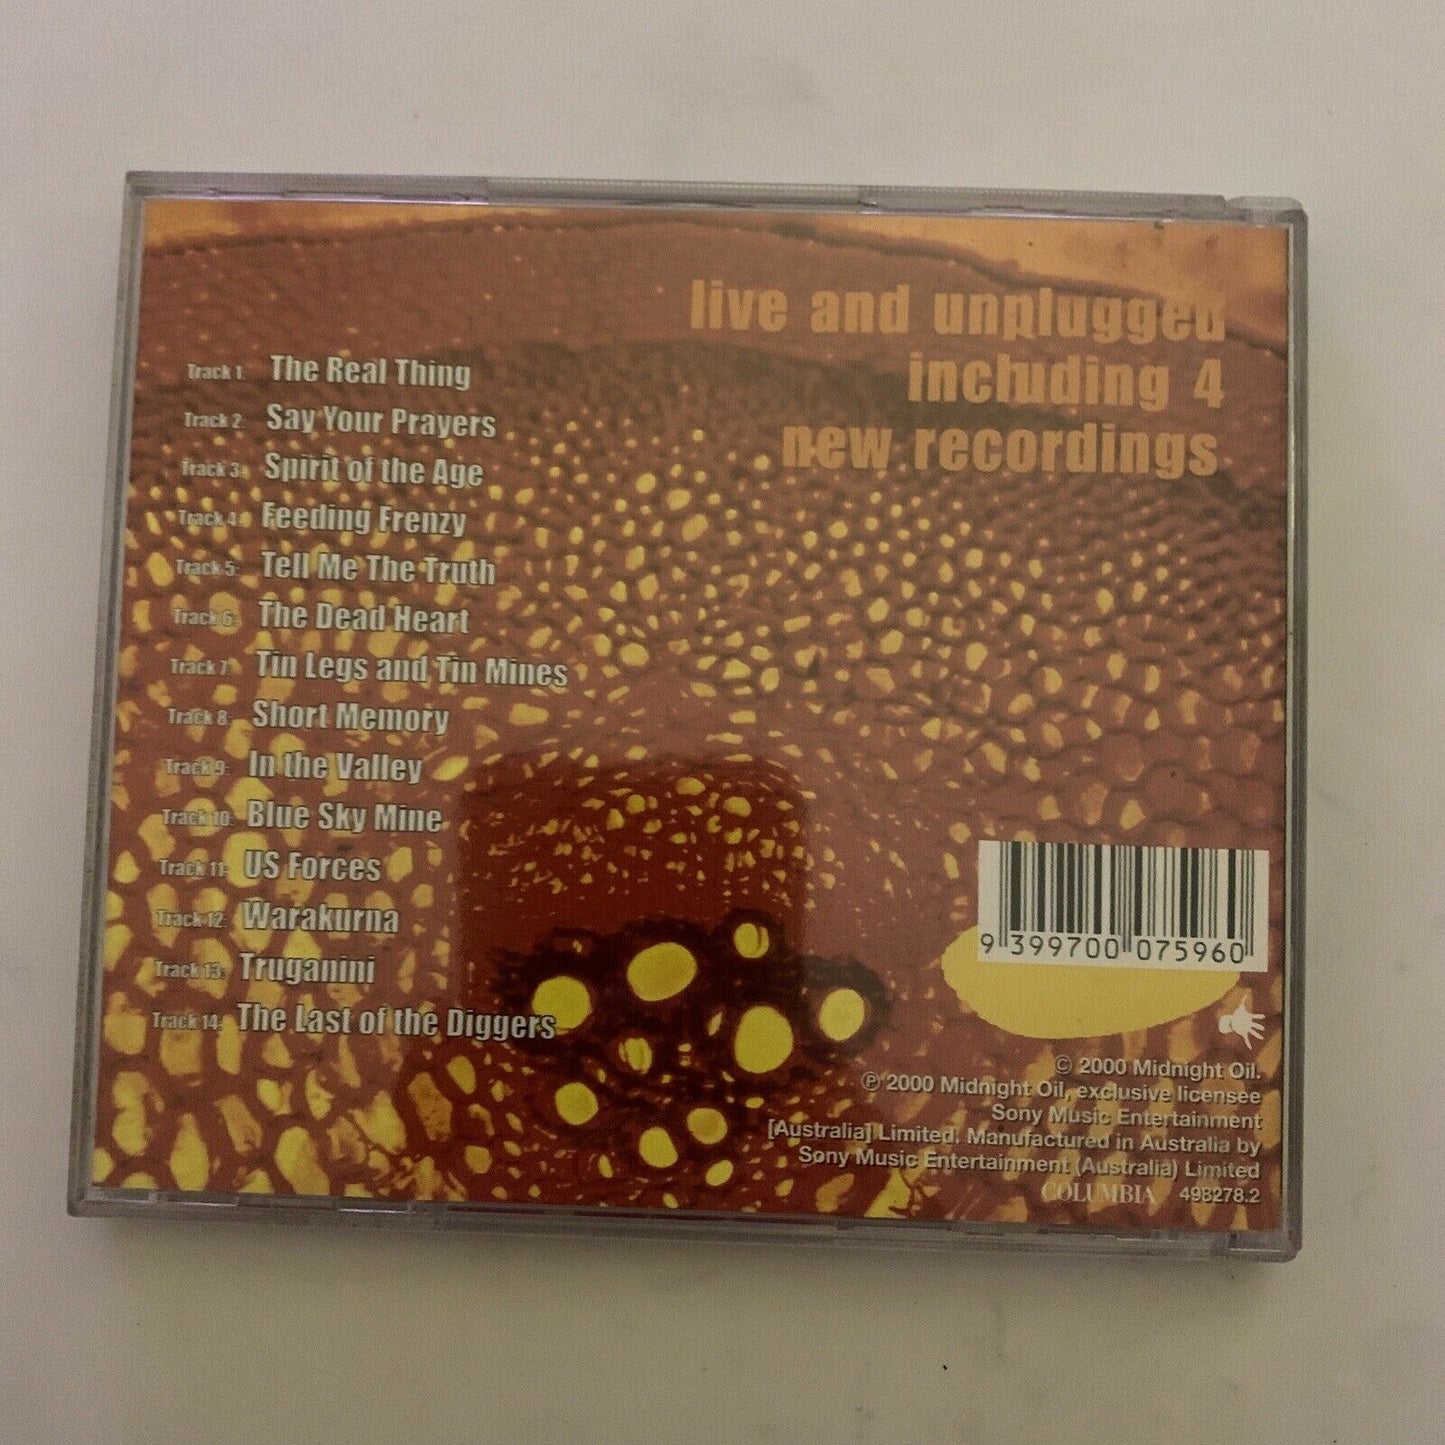 live and unplugged
including 4
new recordings
Track 1: The Real Thing
Track 2: Say Your Prayers
Track 3: Spirit of the Age
Track 4: Feeding Frenzy
Track 5: Tell Me The Truth
Track 6: The Dead Heart
Track 7: Tin Legs and Tin Mines
Track 8: Short Memory
Track 9: In the Valley
Track 10: Blue Sky Mine
Track 11: US Forces
Track 12: Warakurna
Track 13: Truganini
Track 14: The Last of the Diggers
9 399700 075960
© 2000 Midnight Oil.
℗ 2000 Midnight Oil, exclusive licensee
Sony Music Entertainment
[Australia] Limited. Manufactured in Australia by
Sony Music Entertainment (Australia) Limited
COLUMBIA 498278.2